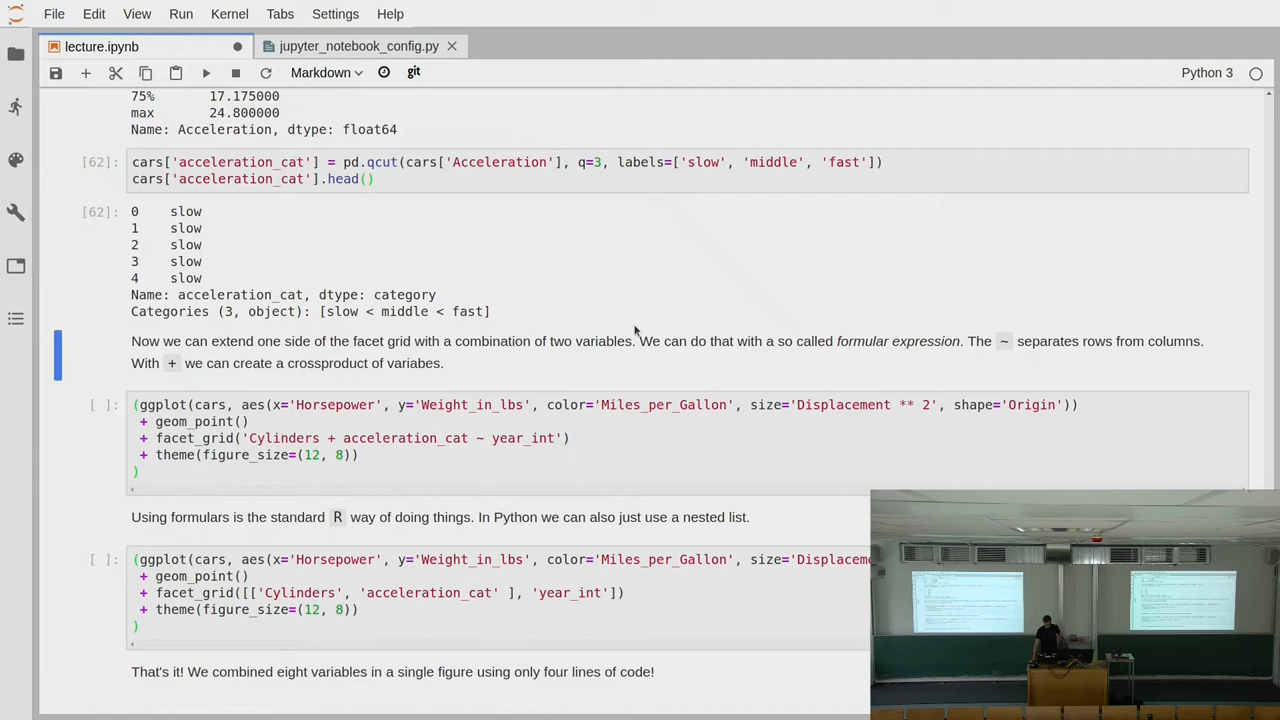 File Edit View Run Kernel Tabs Settings Help
lecture.ipynb jupyter_notebook_config.py
Markdown git Python 3
75% 17.175000
max 24.800000
Name: Acceleration, dtype: float64
[62]: cars['acceleration_cat'] = pd.qcut(cars['Acceleration'], q=3, labels=['slow', 'middle', 'fast'])
cars['acceleration_cat'].head()
[62]: 0 slow
1 slow
2 slow
3 slow
4 slow
Name: acceleration_cat, dtype: category
Categories (3, object): [slow < middle < fast]
Now we can extend one side of the facet grid with a combination of two variables. We can do that with a so called formular expression. The ~ separates rows from columns.
With + we can create a crossproduct of variabes.
[ ]: (ggplot(cars, aes(x='Horsepower', y='Weight_in_lbs', color='Miles_per_Gallon', size='Displacement ** 2', shape='Origin'))
+ geom_point()
+ facet_grid('Cylinders + acceleration_cat ~ year_int')
+ theme(figure_size=(12, 8))
)
Using formulars is the standard R way of doing things. In Python we can also just use a nested list.
[ ]: (ggplot(cars, aes(x='Horsepower', y='Weight_in_lbs', color='Miles_per_Gallon', size='Displaceme
+ geom_point()
+ facet_grid([['Cylinders', 'acceleration_cat' ], 'year_int'])
+ theme(figure_size=(12, 8))
)
That's it! We combined eight variables in a single figure using only four lines of code!